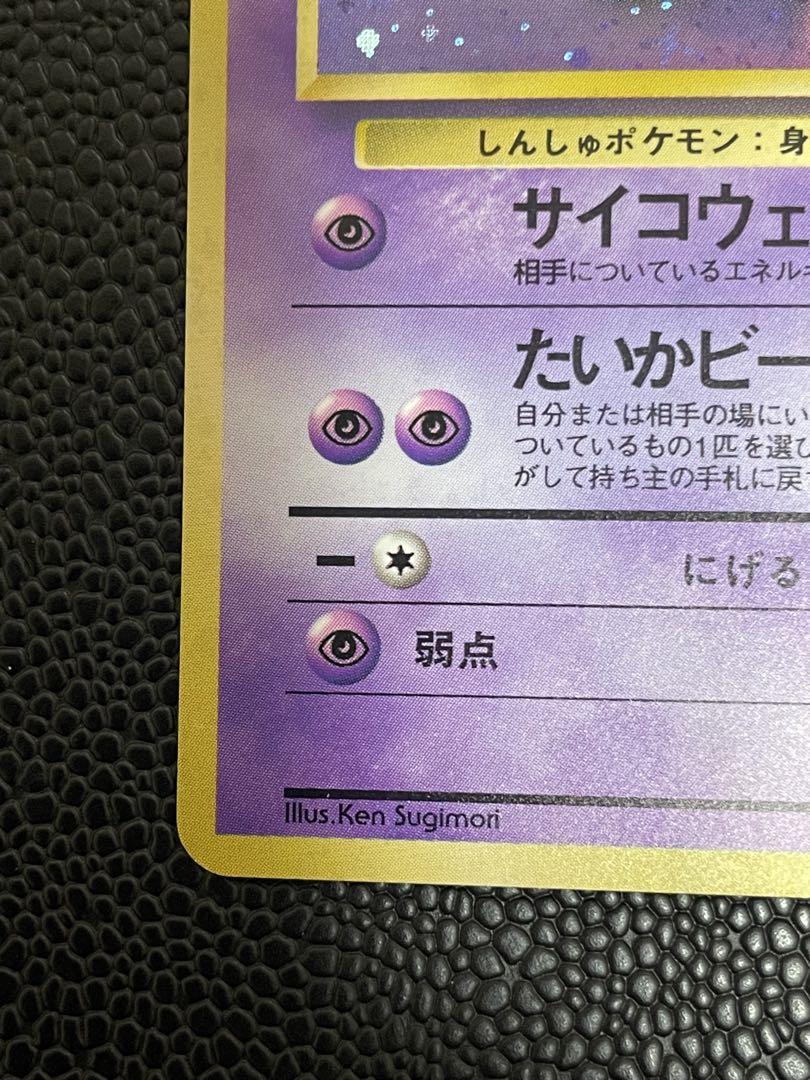 しんしゅポケモン：身
サイコウェ
相手についているエネル
たいかビー
自分または相手の場にい
ついているもの1匹を選び
がして持ち主の手札に戻
にげる
弱点
Illus.Ken Sugimori